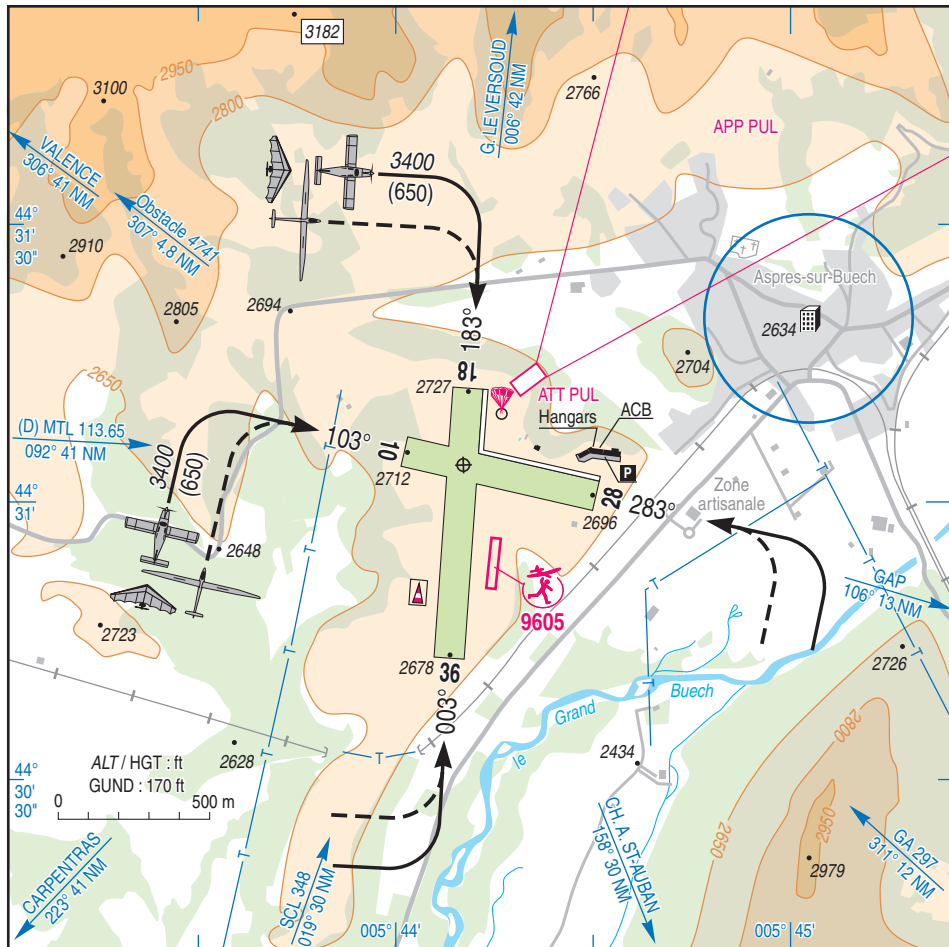 3182
2950
3100
2800
2766
G. LE VERSOUD
006° 42 NM
APP PUL
VALENCE
306° 41 NM
Obstacle 4741
307° 4.8 NM
3400
(650)
44°
31'
30"
2910
2805
2694
Aspres-sur-Buech
2634
183°
2650
18
2727
2704
ATT PUL
Hangars
ACB
(D) MTL 113.65
092° 41 NM
3400
(650)
103°
10
2712
P
28
283°
2696
Zone
artisanale
44°
31'
2648
T
T
T
GAP
106° 13 NM
9605
2723
2678
36
003°
2726
T
Grand
Buech
le
2628
T
T
2434
2800
ALT / HGT : ft
GUND : 170 ft
0
500 m
44°
30'
30"
2650
2950
2979
GA 297
311° 12 NM
CARPENTRAS
223° 41 NM
T
SCL 348
019° 30 NM
CH. A. ST-AUBAN
158° 30 NM
005° 44'
005° 45'